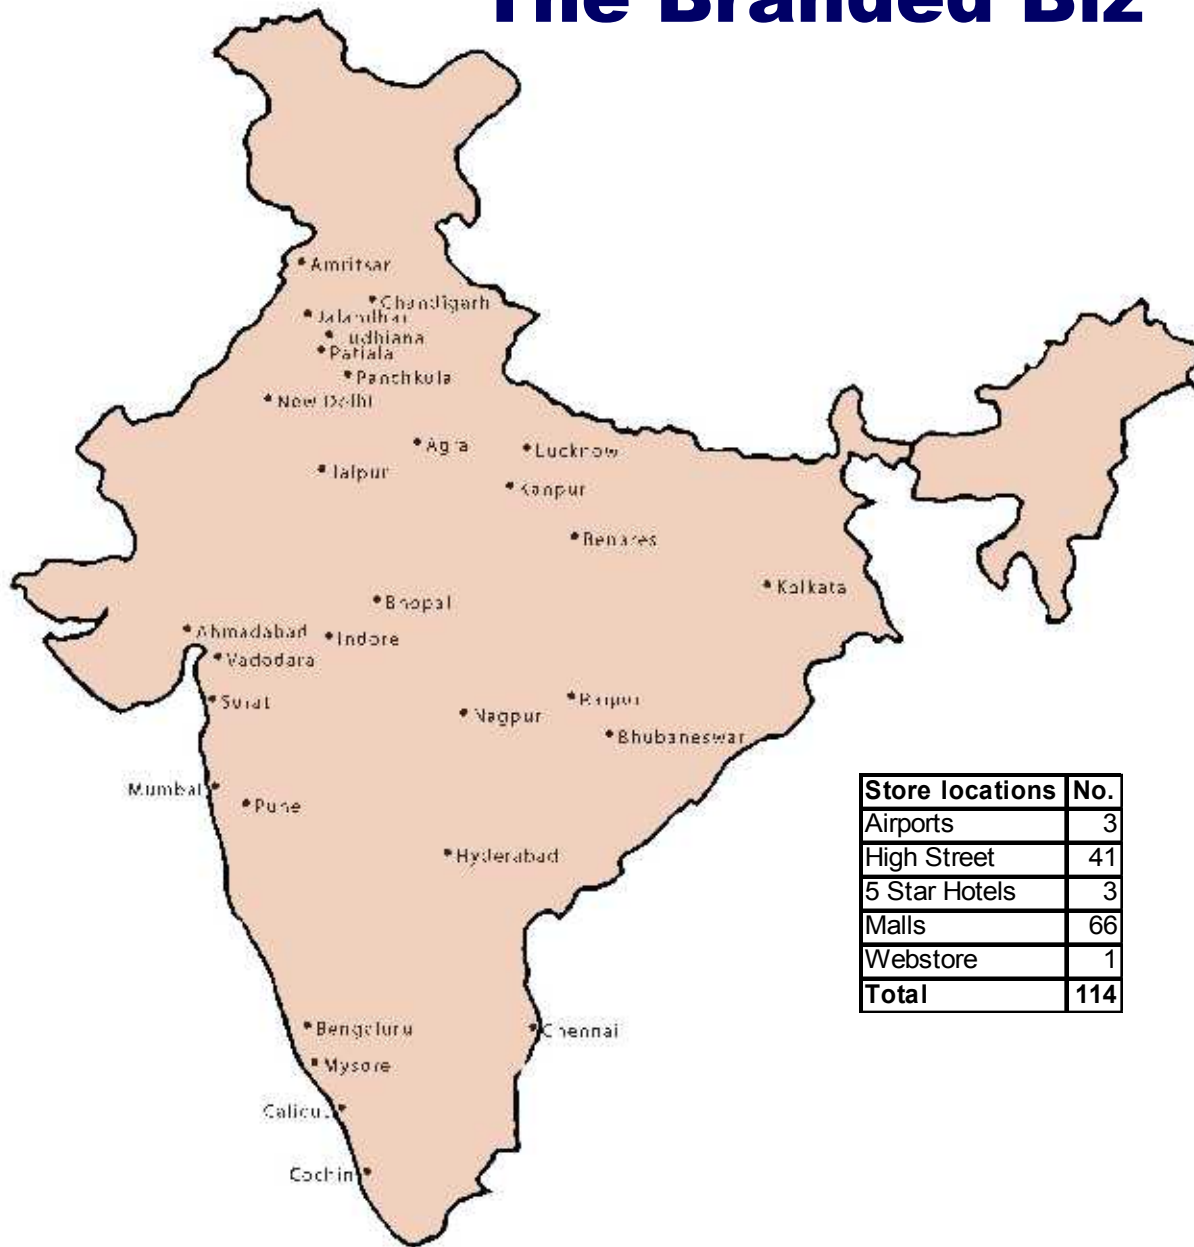 The Branded Biz
Amritsar
Chandigarh
Jalandhar
udhiana
Patiala
Panchkula
New Delhi
Agra
Lucknow
Jaipur
Kanpur
Benares
Kolkata
Bhopal
Ahmadabad
Indore
Vadodara
Surat
Raipur
Nagpur
Bhubaneswar
Mumbai
Pune
Hyderabad
Store locations No.
Airports 3
High Street 41
5 Star Hotels 3
Malls 66
Webstore 1
Total 114
Bengaluru
Chennai
Mysore
Calicut
Cochin